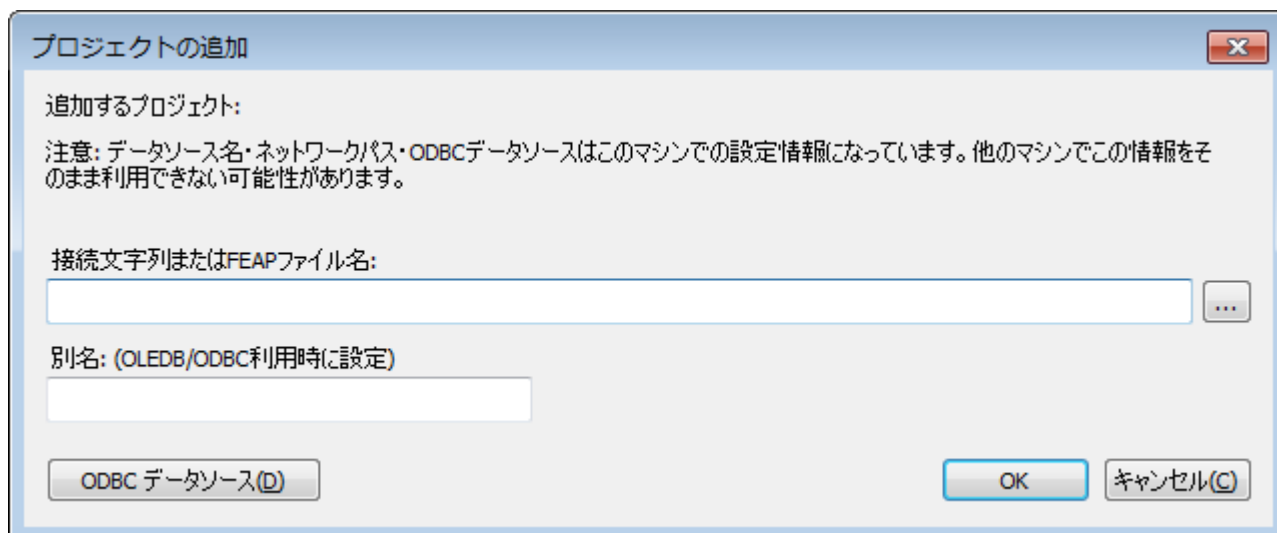 プロジェクトの追加
追加するプロジェクト:
注意: データソース名・ネットワークパス・ODBCデータソースはこのマシンでの設定情報になっています。他のマシンでこの情報をそ
のまま利用できない可能性があります。
接続文字列またはFEAPファイル名:
...
別名: (OLEDB/ODBC利用時に設定)
ODBC データソース(D)
OK
キャンセル(C)